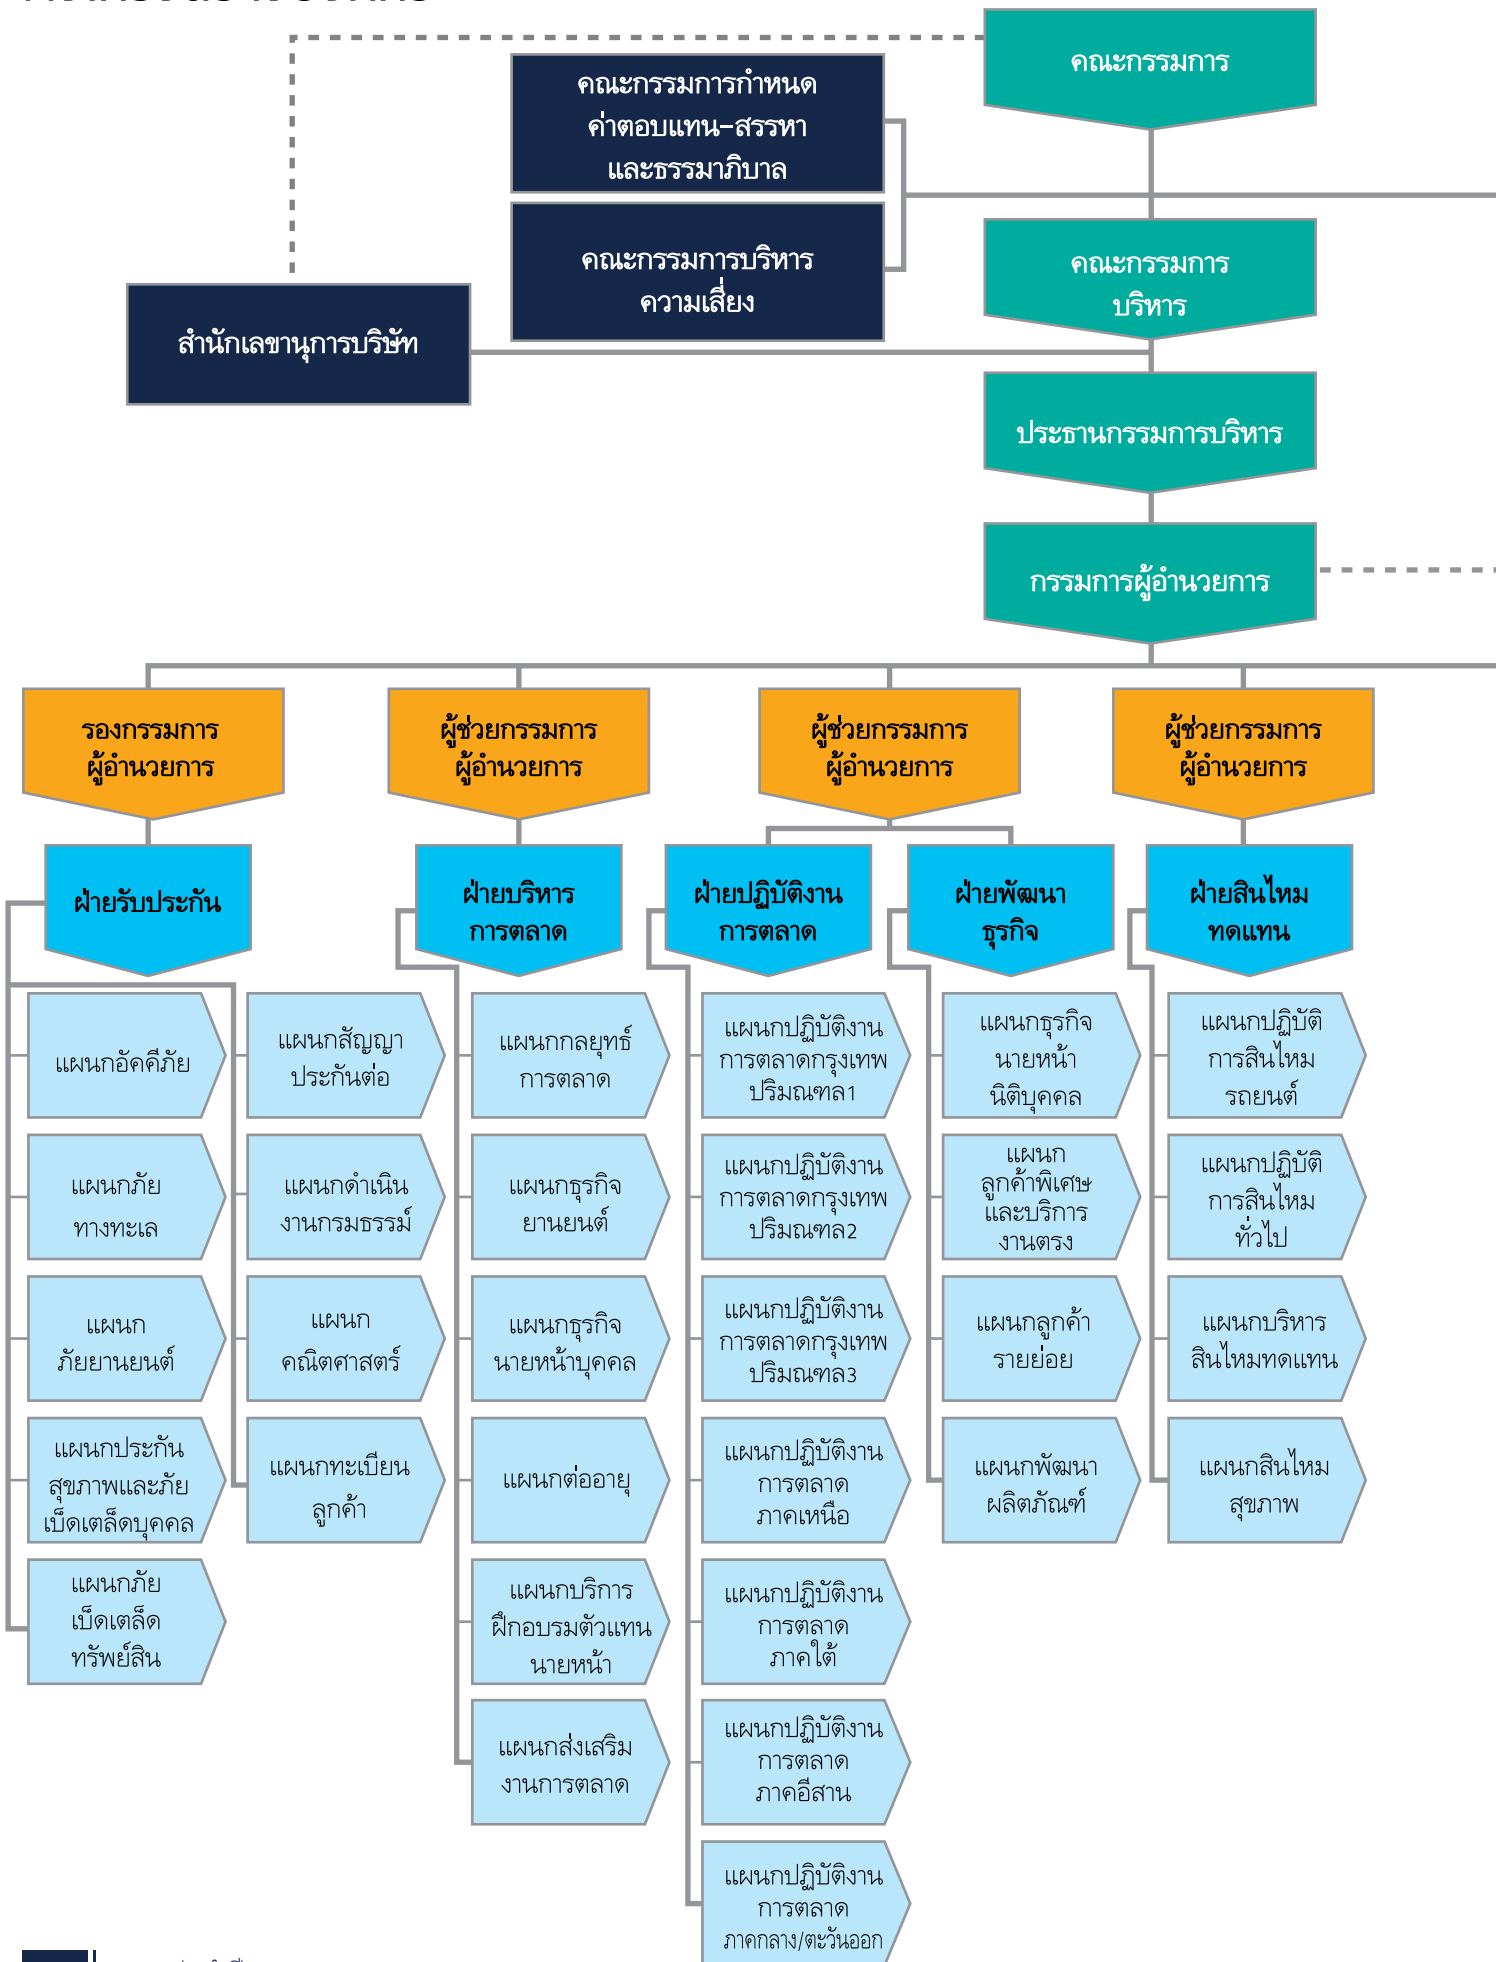 คณะกรรมการ
คณะกรรมการกำหนด
ค่าตอบแทน-สรรหา
และธรรมาภิบาล
คณะกรรมการบริหาร
ความเสี่ยง
คณะกรรมการ
บริหาร
สำนักเลขานุการบริษัท
ประธานกรรมการบริหาร
กรรมการผู้อำนวยการ
รองกรรมการ
ผู้อำนวยการ
ผู้ช่วยกรรมการ
ผู้อำนวยการ
ผู้ช่วยกรรมการ
ผู้อำนวยการ
ผู้ช่วยกรรมการ
ผู้อำนวยการ
ฝ่ายรับประกัน
ฝ่ายบริหาร
การตลาด
ฝ่ายปฏิบัติงาน
การตลาด
ฝ่ายพัฒนา
ธุรกิจ
ฝ่ายสินไหม
ทดแทน
แผนกอัคคีภัย
แผนกภัย
ทางทะเล
แผนก
ภัยยานยนต์
แผนกประกัน
สุขภาพและภัย
เบ็ดเตล็ดบุคคล
แผนกภัย
เบ็ดเตล็ด
ทรัพย์สิน
แผนกสัญญา
ประกันต่อ
แผนกดำเนิน
งานกรมธรรม์
แผนก
คณิตศาสตร์
แผนกทะเบียน
ลูกค้า
แผนกกลยุทธ์
การตลาด
แผนกธุรกิจ
ยานยนต์
แผนกธุรกิจ
นายหน้าบุคคล
แผนกต่ออายุ
แผนกบริการ
ฝึกอบรมตัวแทน
นายหน้า
แผนกส่งเสริม
งานการตลาด
แผนกปฏิบัติงาน
การตลาดกรุงเทพ
ปริมณฑล1
แผนกปฏิบัติงาน
การตลาดกรุงเทพ
ปริมณฑล2
แผนกปฏิบัติงาน
การตลาดกรุงเทพ
ปริมณฑล3
แผนกปฏิบัติงาน
การตลาด
ภาคเหนือ
แผนกปฏิบัติงาน
การตลาด
ภาคใต้
แผนกปฏิบัติงาน
การตลาด
ภาคอีสาน
แผนกปฏิบัติงาน
การตลาด
ภาคกลาง/ตะวันออก
แผนกธุรกิจ
นายหน้า
นิติบุคคล
แผนก
ลูกค้าพิเศษ
และบริการ
งานตรง
แผนกลูกค้า
รายย่อย
แผนกพัฒนา
ผลิตภัณฑ์
แผนกปฏิบัติ
การสินไหม
รถยนต์
แผนกปฏิบัติ
การสินไหม
ทั่วไป
แผนกบริหาร
สินไหมทดแทน
แผนกสินไหม
สุขภาพ